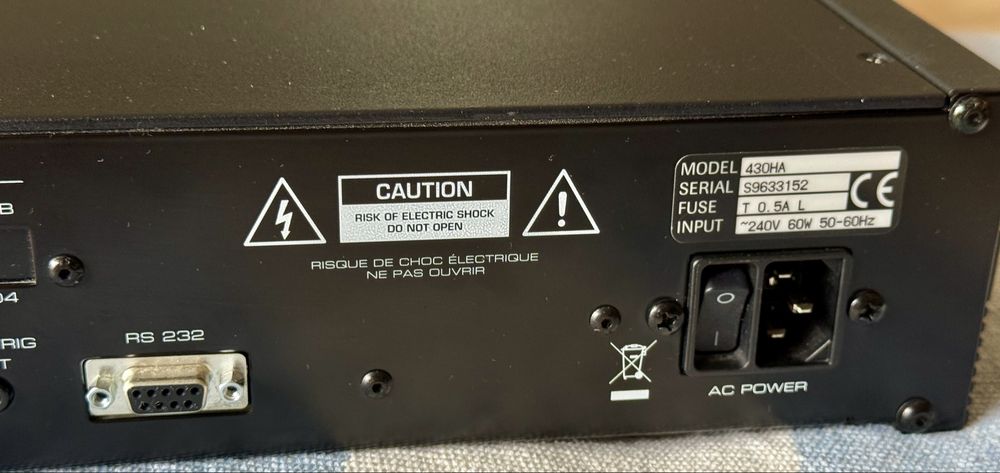 B
04
RIG
T
RS 232
CAUTION
RISK OF ELECTRIC SHOCK
DO NOT OPEN
RISQUE DE CHOC ÉLECTRIQUE
NE PAS OUVRIR
MODEL 430HA
SERIAL S9633152
FUSE T 0.5A L
INPUT ~240V 60W 50-60Hz
CE
AC POWER